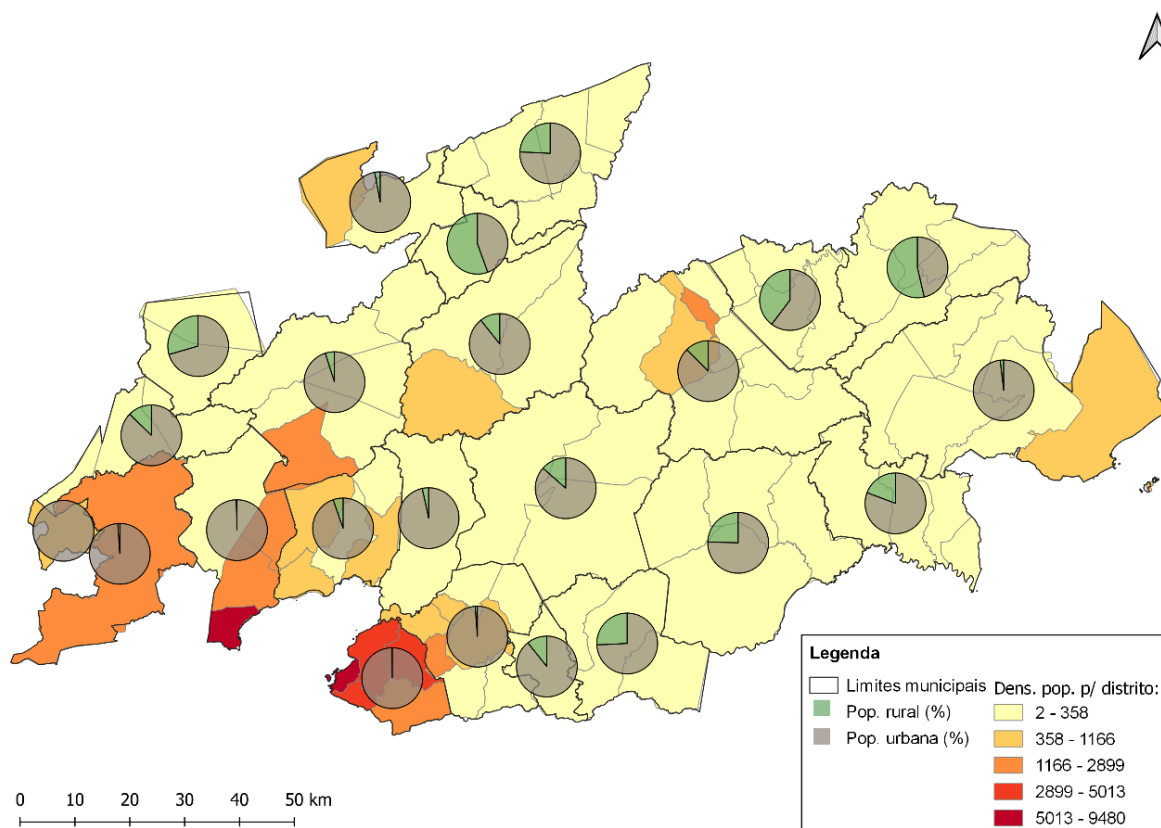 Legenda
Limites municipais
Pop. rural (%)
Pop. urbana (%)
Dens. pop. p/ distrito:
2 - 358
358 - 1166
1166 - 2899
2899 - 5013
5013 - 9480
0 10 20 30 40 50 km